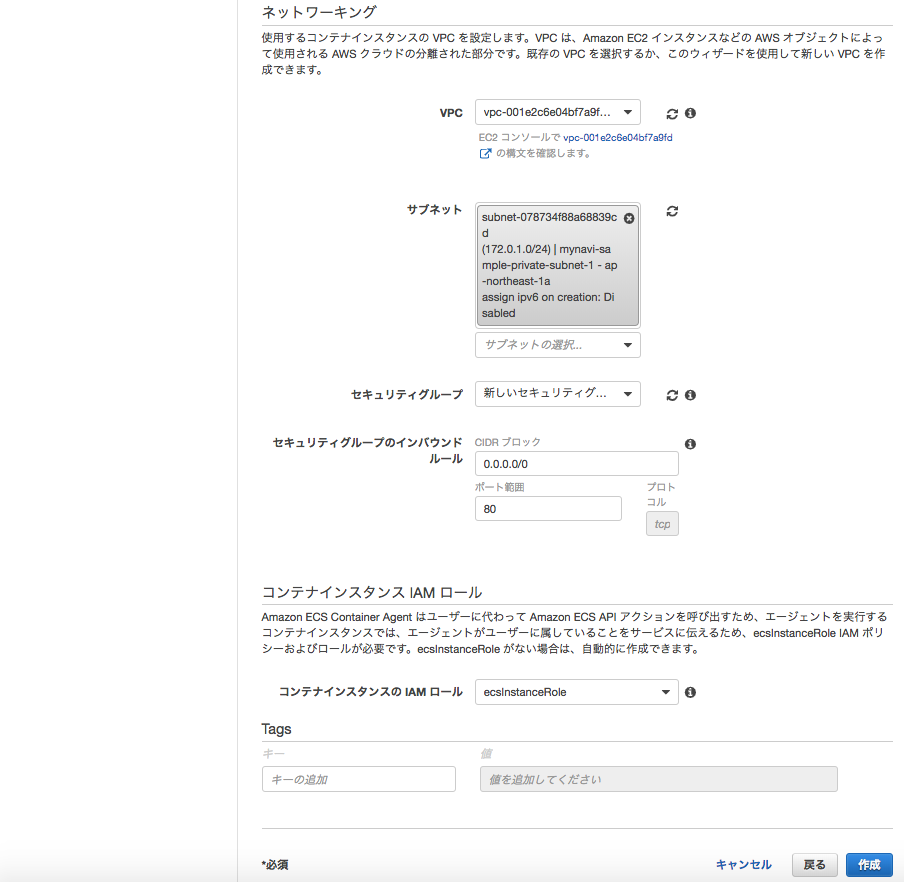 ネットワーキング
使用するコンテナインスタンスの VPC を設定します。VPC は、Amazon EC2 インスタンスなどの AWS オブジェクトによっ
て使用される AWS クラウドの分離された部分です。既存の VPC を選択するか、このウィザードを使用して新しい VPC を作
成できます。
VPC
vpc-001e2c6e04bf7a9f...
EC2 コンソールで vpc-001e2c6e04bf7a9fd
の構文を確認します。
サブネット
subnet-078734f88a68839c
d
(172.0.1.0/24) | mynavi-sa
mple-private-subnet-1 - ap
-northeast-1a
assign ipv6 on creation: Di
sabled
サブネットの選択...
セキュリティグループ
新しいセキュリティグ...
セキュリティグループのインバウンド
ルール
CIDR ブロック
0.0.0.0/0
ポート範囲
プロト
コル
80
tcp
コンテナインスタンス IAM ロール
Amazon ECS Container Agent はユーザーに代わって Amazon ECS API アクションを呼び出すため、エージェントを実行する
コンテナインスタンスでは、エージェントがユーザーに属していることをサービスに伝えるため、ecsInstanceRole IAM ポリ
シーおよびロールが必要です。ecsInstanceRole がない場合は、自動的に作成できます。
コンテナインスタンスの IAM ロール
ecsInstanceRole
Tags
キー
値
キーの追加
値を追加してください
*必須
キャンセル
戻る
作成